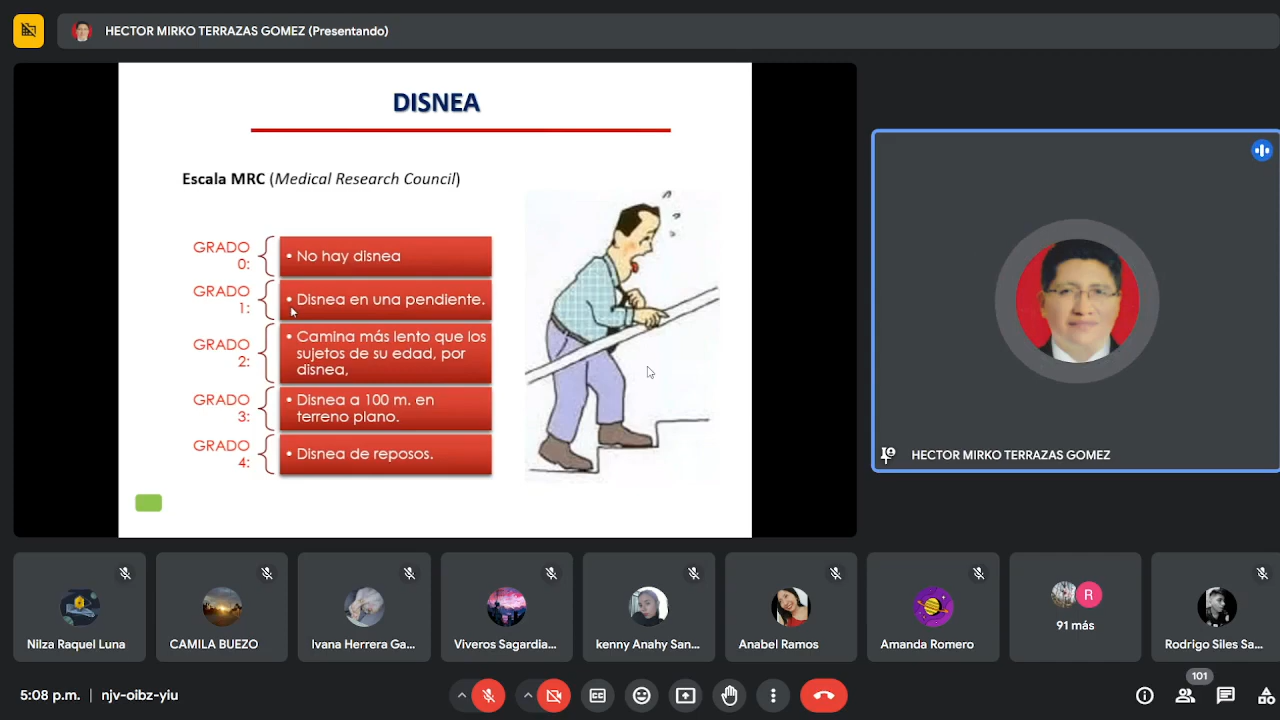 HECTOR MIRKO TERRAZAS GOMEZ (Presentando)
DISNEA
Escala MRC (Medical Research Council)
GRADO
0:
• No hay disnea
GRADO
1:
• Disnea en una pendiente.
GRADO
2:
• Camina más lento que los
sujetos de su edad, por
disnea,
GRADO
3:
• Disnea a 100 m. en
terreno plano.
GRADO
4:
• Disnea de reposos.
HECTOR MIRKO TERRAZAS GOMEZ
Nilza Raquel Luna
CAMILA BUEZO
Ivana Herrera Ga...
Viveros Sagardia...
kenny Anahy San...
Anabel Ramos
Amanda Romero
R
91 más
Rodrigo Siles Sa...
5:08 p.m. | njv-oibz-yiu
101